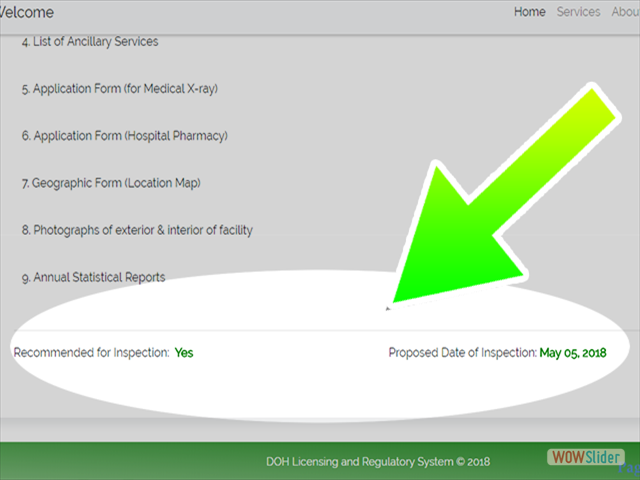 Welcome Home Services About
4. List of Ancillary Services
5. Application Form (for Medical X-ray)
6. Application Form (Hospital Pharmacy)
7. Geographic Form (Location Map)
8. Photographs of exterior & interior of facility
9. Annual Statistical Reports
Recommended for Inspection: Yes Proposed Date of Inspection: May 05, 2018
DOH Licensing and Regulatory System © 2018
WOWSlider